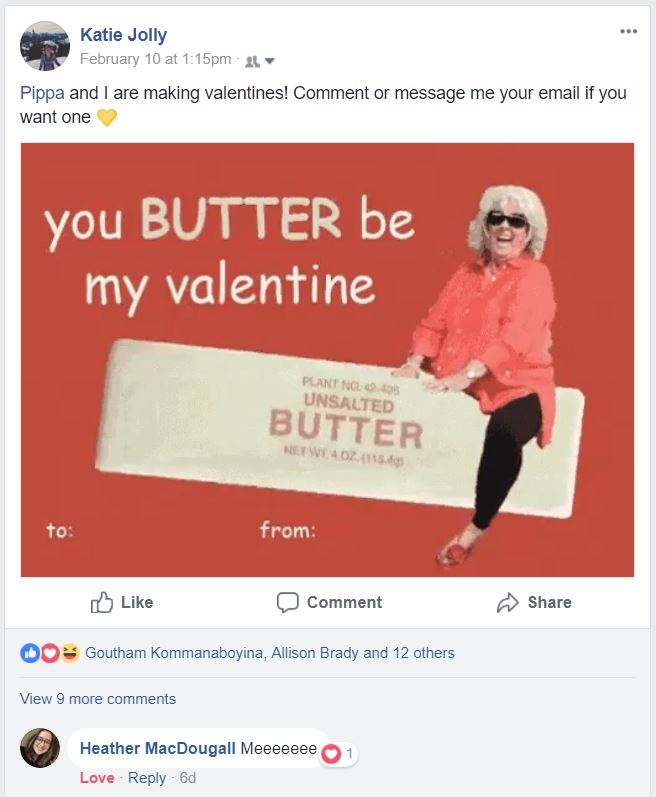 Katie Jolly
February 10 at 1:15pm ·
Pippa and I are making valentines! Comment or message me your email if you
want one
you BUTTER be
my valentine
PLANT NO. 42-406
UNSALTED
BUTTER
NET WT. 4 OZ. (113.4g)
to: from:
Like Comment Share
Goutham Kommanaboyina, Allison Brady and 12 others
View 9 more comments
Heather MacDougall Meeeeeee 1
Love · Reply · 6d